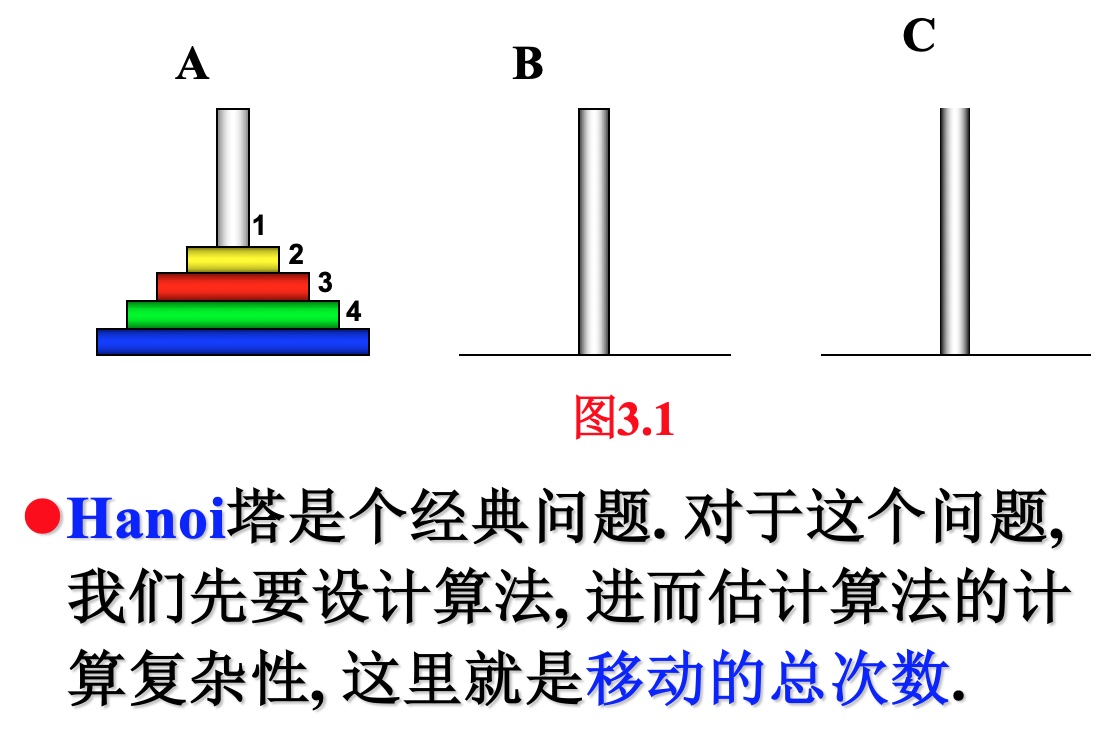 A B C
1
2
3
4
图3.1
●Hanoi塔是个经典问题. 对于这个问题,
我们先要设计算法, 进而估计算法的计
算复杂性, 这里就是移动的总次数.